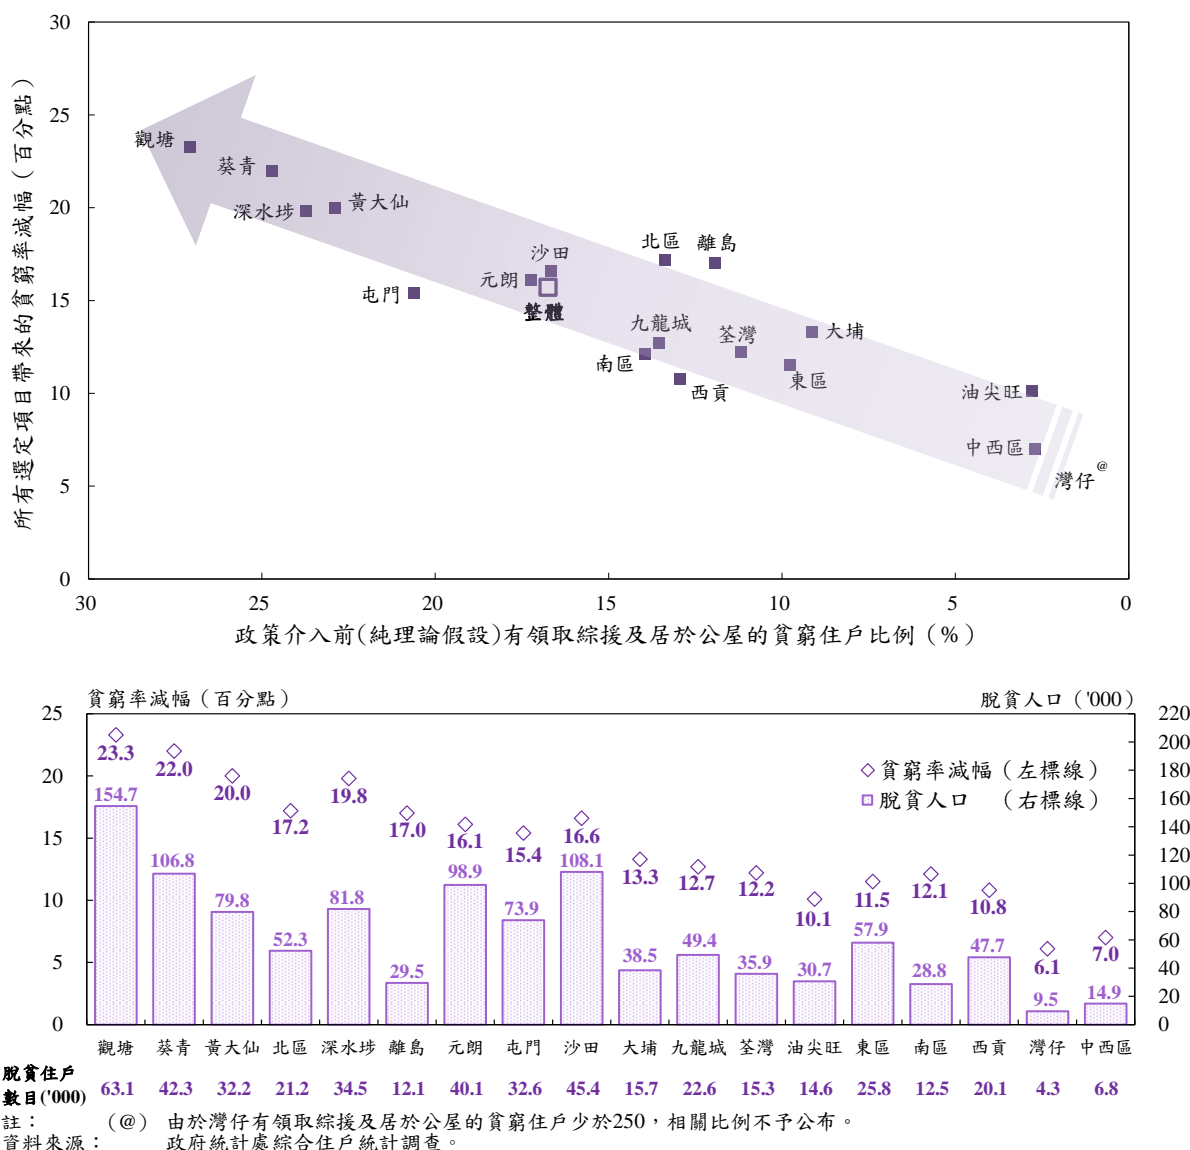 所有選定項目帶來的貧窮率減幅（百分點）
30
25
20
15
10
5
0
觀塘
葵青
深水埗
黃大仙
屯門
元朗
沙田
整體
北區
離島
九龍城
南區
西貢
荃灣
大埔
東區
油尖旺
中西區
灣仔@
30 25 20 15 10 5 0
政策介入前(純理論假設)有領取綜援及居於公屋的貧窮住戶比例（%）
貧窮率減幅（百分點） 脫貧人口（'000）
25
20
15
10
5
0
220
200
180
160
140
120
100
80
60
40
20
0
貧窮率減幅（左標線）
脫貧人口 （右標線）
23.3 22.0 20.0 17.2 19.8 17.0 16.1 15.4 16.6 13.3 12.7 12.2 10.1 11.5 12.1 10.8 6.1 7.0
154.7 106.8 79.8 52.3 81.8 29.5 98.9 73.9 108.1 38.5 49.4 35.9 30.7 57.9 28.8 47.7 9.5 14.9
觀塘 葵青 黃大仙 北區 深水埗 離島 元朗 屯門 沙田 大埔 九龍城 荃灣 油尖旺 東區 南區 西貢 灣仔 中西區
脫貧住戶
數目('000) 63.1 42.3 32.2 21.2 34.5 12.1 40.1 32.6 45.4 15.7 22.6 15.3 14.6 25.8 12.5 20.1 4.3 6.8
註： (@) 由於灣仔有領取綜援及居於公屋的貧窮住戶少於250，相關比例不予公布。
資料來源： 政府統計處綜合住戶統計調查。